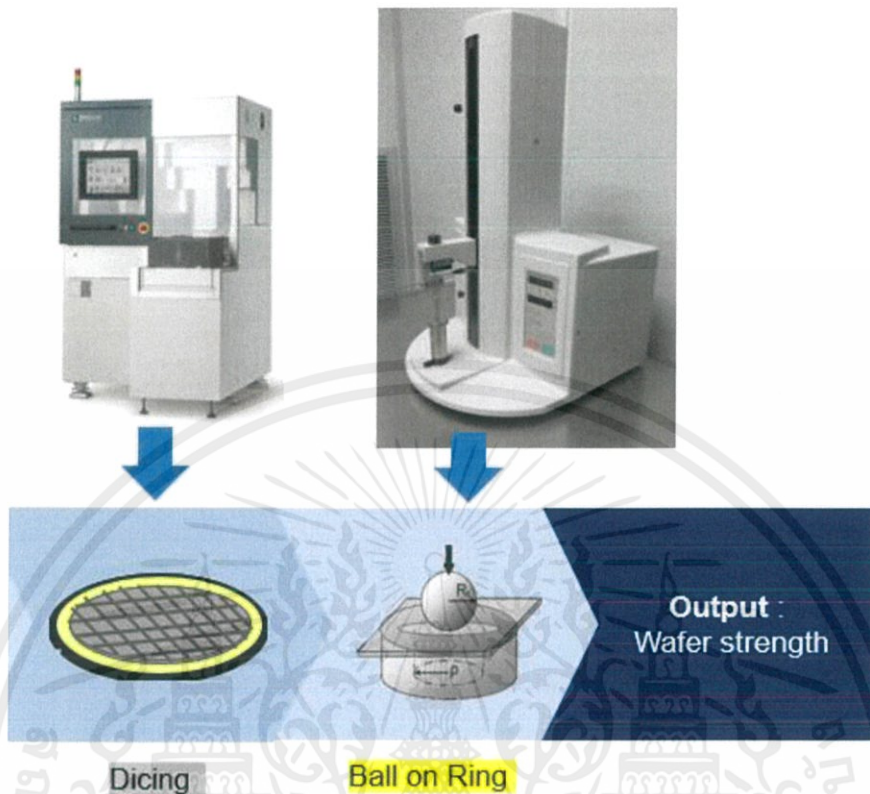 R
ρ
Output :
Wafer strength
Dicing
Ball on Ring